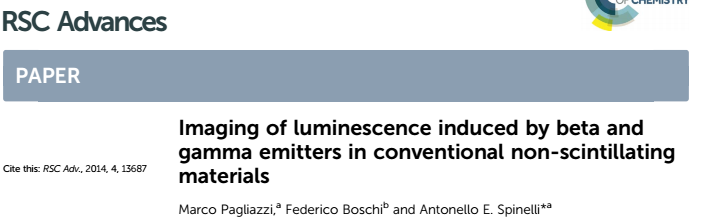 OF CHEMISTRY
RSC Advances
PAPER
Imaging of luminescence induced by beta and
gamma emitters in conventional non-scintillating
materials
Cite this: RSC Adv., 2014, 4, 13687
Marco Pagliazzi,ᵃ Federico Boschiᵇ and Antonello E. Spinelli*ᵃ